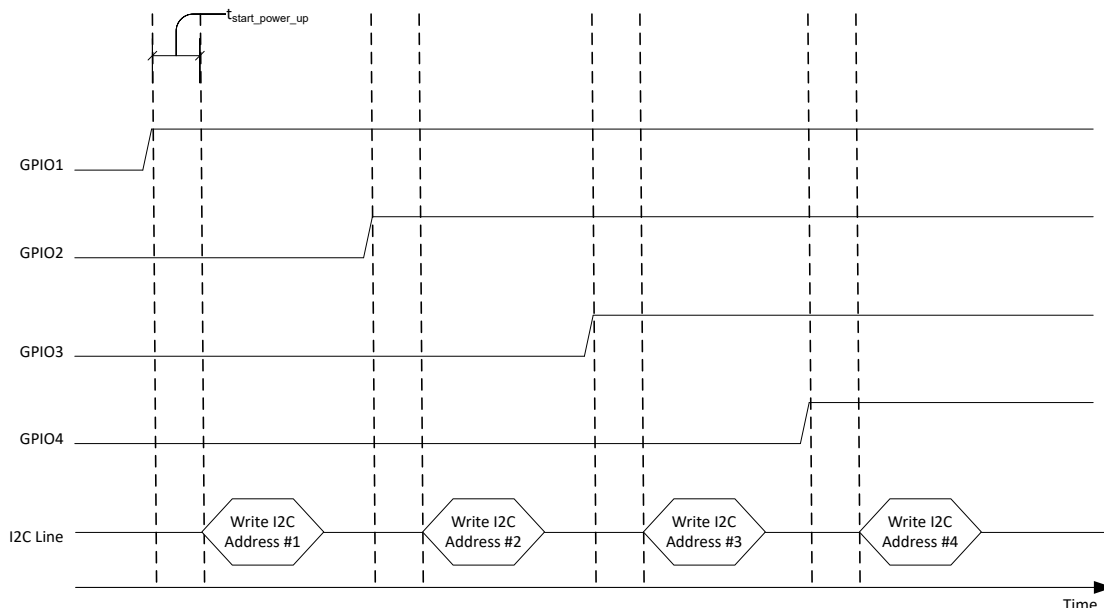 tstart_power_up
GPIO1
GPIO2
GPIO3
GPIO4
I2C Line
Write I2C
Address #1
Write I2C
Address #2
Write I2C
Address #3
Write I2C
Address #4
Time